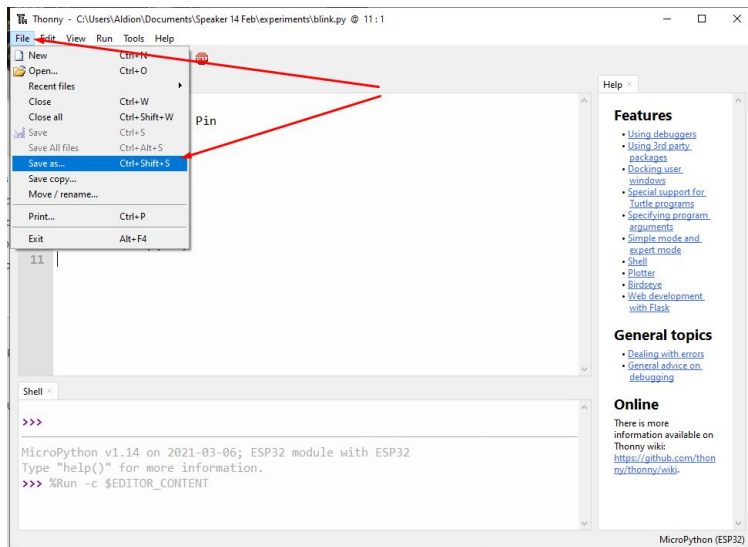 Thonny - C:\Users\Aldion\Documents\Speaker 14 Feb\experiments\blink.py @ 11:1
File Edit View Run Tools Help
New Ctrl+N
Open... Ctrl+O
Recent files
Close Ctrl+W
Close all Ctrl+Shift+W
Save Ctrl+S
Save All files Ctrl+Alt+S
Save as... Ctrl+Shift+S
Save copy...
Move / rename...
Print... Ctrl+P
Exit Alt+F4
Pin
11
Shell
>>>
MicroPython v1.14 on 2021-03-06; ESP32 module with ESP32
Type "help()" for more information.
>>> %Run -c $EDITOR_CONTENT
Help
Features
Using debuggers
Using 3rd party
packages
Docking user
windows
Special support for
Turtle programs
Specifying program
arguments
Simple mode and
expert mode
Shell
Plotter
Birdseye
Web development
with Flask
General topics
Dealing with errors
General advice on
debugging
Online
There is more
information available on
Thonny wiki:
https://github.com/thon
ny/thonny/wiki.
MicroPython (ESP32)